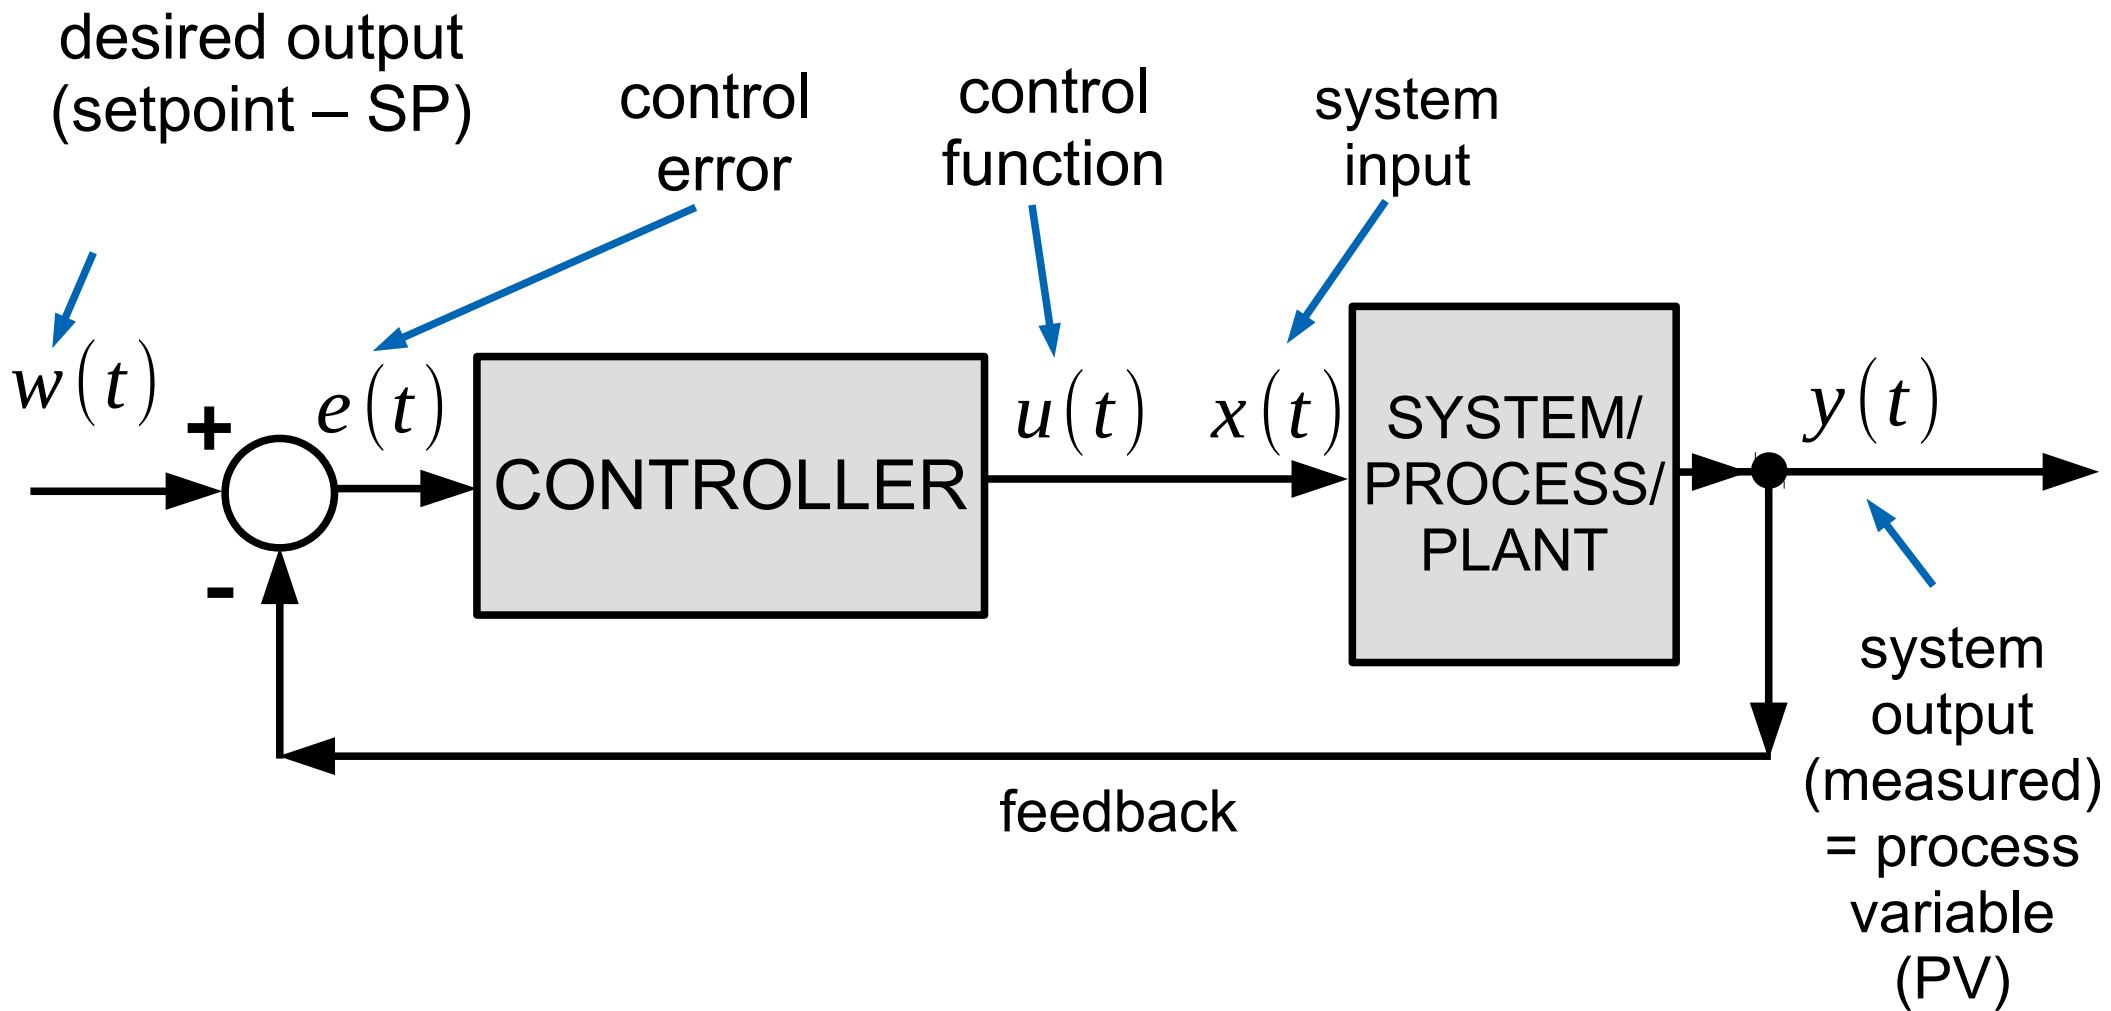 desired output
(setpoint – SP)
control
error
control
function
system
input
w(t)
+
e(t)
u(t)
x(t)
y(t)
CONTROLLER
SYSTEM/
PROCESS/
PLANT
-
feedback
system
output
(measured)
= process
variable
(PV)